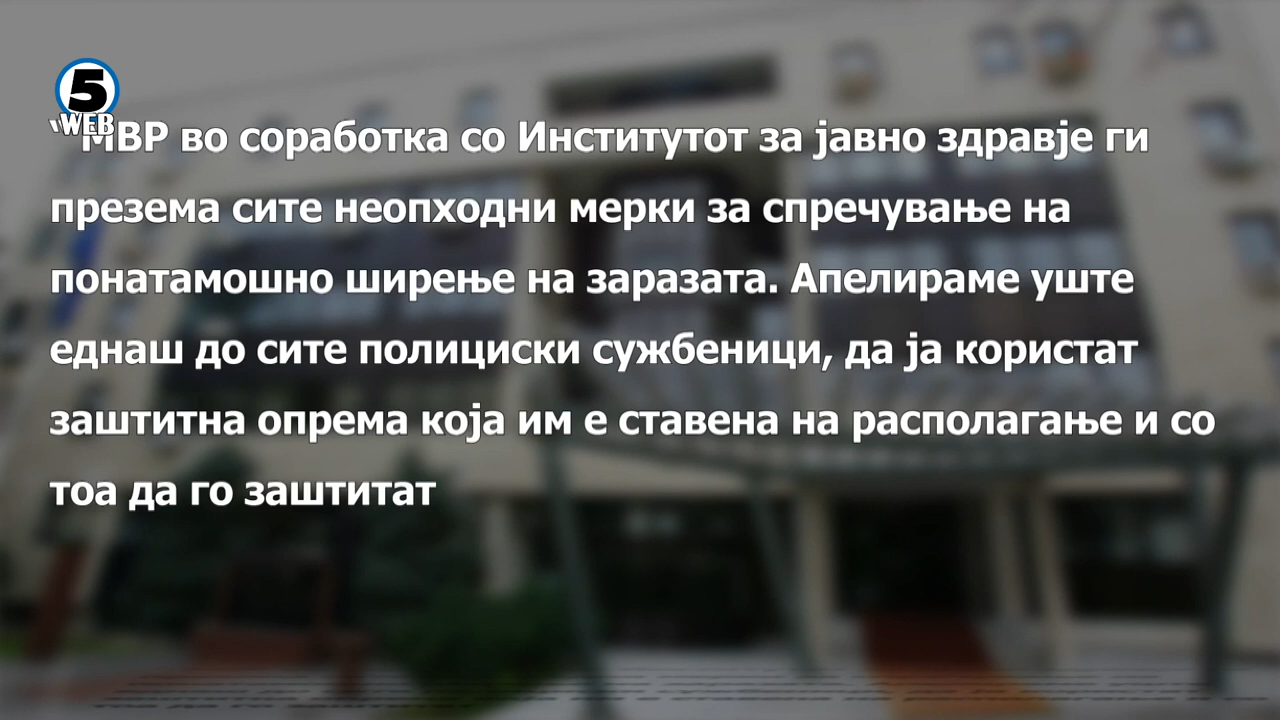 5
WEB
“ МВР во соработка со Институтот за јавно здравје ги
презема сите неопходни мерки за спречување на
понатамошно ширење на заразата. Апелираме уште
еднаш до сите полициски сужбеници, да ја користат
заштитна опрема која им е ставена на располагање и со
тоа да го заштитат